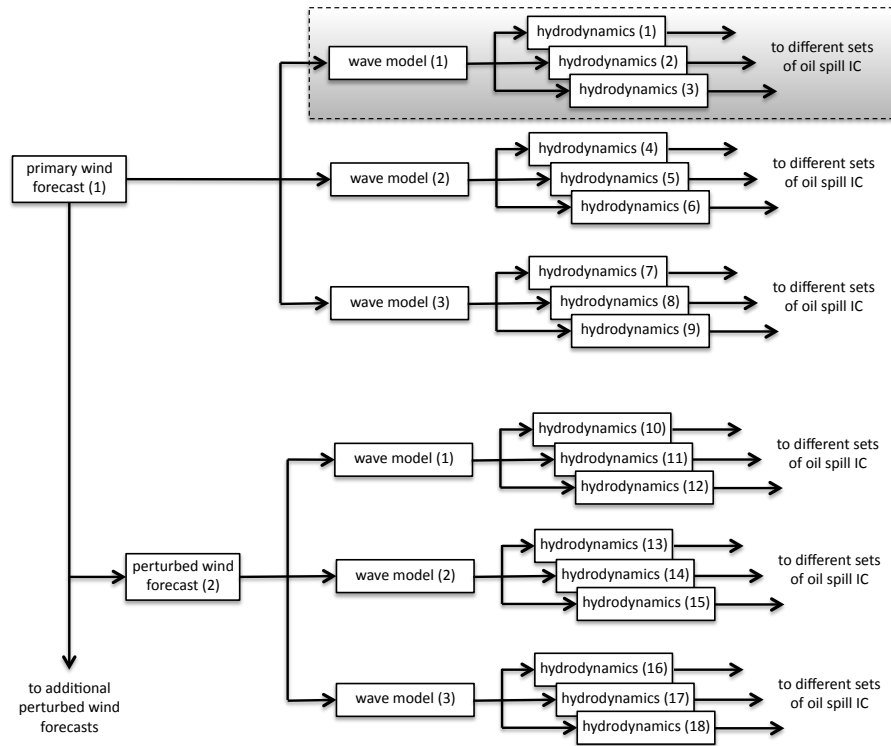 hydrodynamics (1)
wave model (1)
hydrodynamics (2)
hydrodynamics (3)
to different sets
of oil spill IC
primary wind
forecast (1)
wave model (2)
hydrodynamics (4)
hydrodynamics (5)
hydrodynamics (6)
to different sets
of oil spill IC
wave model (3)
hydrodynamics (7)
hydrodynamics (8)
hydrodynamics (9)
to different sets
of oil spill IC
wave model (1)
hydrodynamics (10)
hydrodynamics (11)
hydrodynamics (12)
to different sets
of oil spill IC
perturbed wind
forecast (2)
wave model (2)
hydrodynamics (13)
hydrodynamics (14)
hydrodynamics (15)
to different sets
of oil spill IC
wave model (3)
hydrodynamics (16)
hydrodynamics (17)
hydrodynamics (18)
to different sets
of oil spill IC
to additional
perturbed wind
forecasts